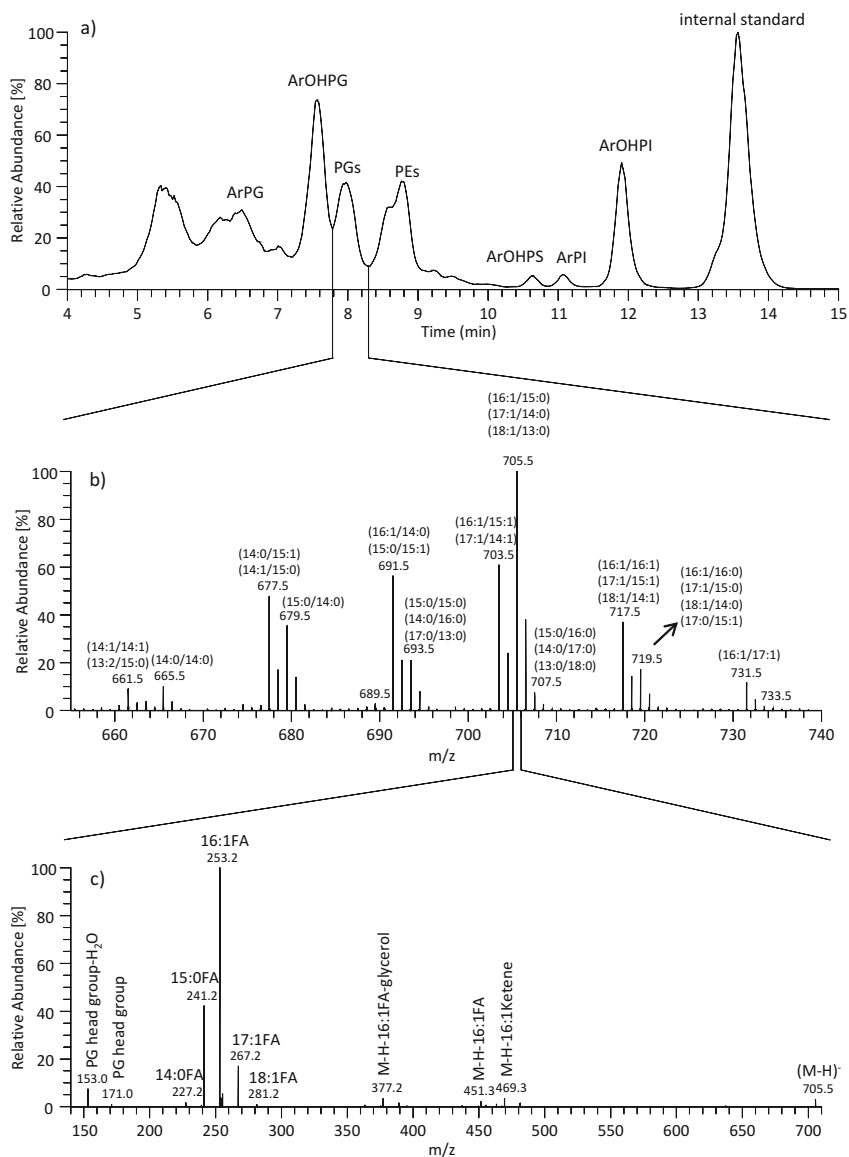 a)
internal standard
ArOHPG
ArPG
PGs
PEs
ArOHPS
ArPI
ArOHPI
Relative Abundance [%]
100
80
60
40
20
0
4 5 6 7 8 9 10 11 12 13 14 15
Time (min)
b)
(16:1/15:0)
(17:1/14:0)
(18:1/13:0)
705.5
(14:1/14:1)
(13:2/15:0)
661.5
(14:0/14:0)
665.5
(14:0/15:1)
(14:1/15:0)
677.5
(15:0/14:0)
679.5
689.5
(16:1/14:0)
(15:0/15:1)
691.5
(15:0/15:0)
(14:0/16:0)
(17:0/13:0)
693.5
(16:1/15:1)
(17:1/14:1)
703.5
(15:0/16:0)
(14:0/17:0)
(13:0/18:0)
707.5
(16:1/16:1)
(17:1/15:1)
(18:1/14:1)
717.5
(16:1/16:0)
(17:1/15:0)
(18:1/14:0)
(17:0/15:1)
719.5
(16:1/17:1)
731.5
733.5
Relative Abundance [%]
100
80
60
40
20
0
660 670 680 690 700 710 720 730 740
m/z
c)
PG head group-H₂O
153.0
PG head group
171.0
14:0FA
227.2
15:0FA
241.2
16:1FA
253.2
17:1FA
267.2
18:1FA
281.2
M-H-16:1FA-glycerol
377.2
M-H-16:1FA
451.3
M-H-16:1Ketene
469.3
(M-H)⁻
705.5
Relative Abundance [%]
100
80
60
40
20
0
150 200 250 300 350 400 450 500 550 600 650 700
m/z